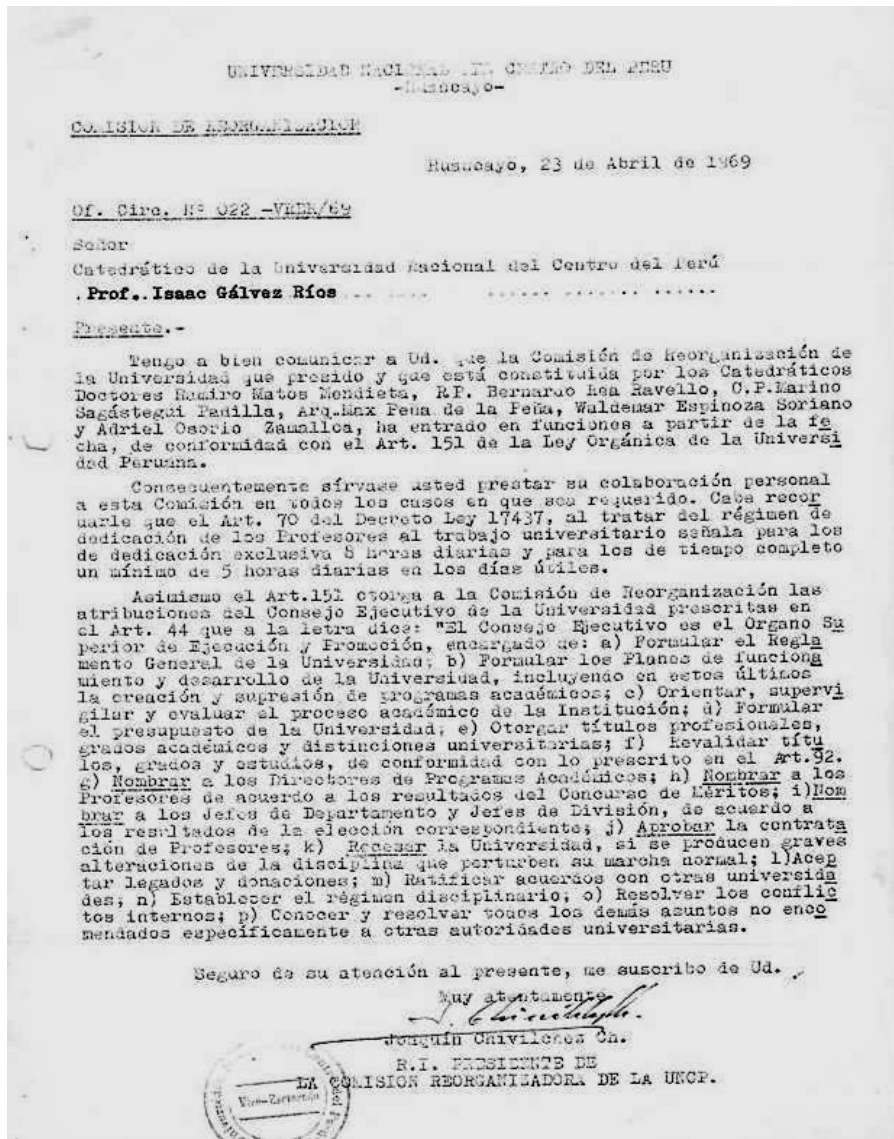 UNIVERSIDAD NACIONAL DEL CENTRO DEL PERU
-Huancayo-
COMISION DE REORGANIZACION
Huancayo, 23 de Abril de 1969
Of. Circ. Nº 022 -VRER/69
Señor
Catedrático de la Universidad Nacional del Centro del Perú
. Prof.. Isaac Gálvez Ríos ... .... ...... ..... ....... ......
Presente.-
Tengo a bien comunicar a Ud. que la Comisión de Reorganización de
la Universidad que presido y que está constituida por los Catedráticos
Doctores Ramiro Matos Mendieta, RP. Bernardo Rea Ravello, C.P.Marino
Sagástegui Padilla, Arq.Max Peña de la Peña, Waldemar Espinoza Soriano
y Adriel Osorio Zamalloa, ha entrado en funciones a partir de la fe
cha, de conformidad con el Art. 151 de la Ley Orgánica de la Universi
dad Peruana.
Consecuentemente sírvase usted prestar su colaboración personal
a esta Comisión en todos los casos en que sea requerido. Cabe recor
darle que el Art. 70 del Decreto Ley 17437, al tratar del régimen de
dedicación de los Profesores al trabajo universitario señala para los
de dedicación exclusiva 8 horas diarias y para los de tiempo completo
un mínimo de 5 horas diarias en los días útiles.
Asimismo el Art.151 otorga a la Comisión de Reorganización las
atribuciones del Consejo Ejecutivo de la Universidad prescritas en
el Art. 44 que a la letra dice: "El Consejo Ejecutivo es el Organo Su
perior de Ejecución y Promoción, encargado de: a) Formular el Regla
mento General de la Universidad; b) Formular los Planes de funciona
miento y desarrollo de la Universidad, incluyendo en estos últimos
la creación y supresión de programas académicos; c) Orientar, supervi
gilar y evaluar el proceso académico de la Institución; d) Formular
el presupuesto de la Universidad; e) Otorgar títulos profesionales,
grados académicos y distinciones universitarias; f) Revalidar títu
los, grados y estudios, de conformidad con lo prescrito en el Art.92.
g) Nombrar a los Directores de Programas Académicos; h) Nombrar a los
Profesores de acuerdo a los resultados del Concurso de Méritos; i)Nom
brar a los Jefes de Departamento y Jefes de División, de acuerdo a
los resultados de la elección correspondiente; j) Aprobar la contrata
ción de Profesores; k) Recesar la Universidad, si se producen graves
alteraciones de la disciplina que perturben su marcha normal; l)Acep
tar legados y donaciones; m) Ratificar acuerdos con otras universida
des; n) Establecer el régimen disciplinario; o) Resolver los conflic
tos internos; p) Conocer y resolver todos los demás asuntos no enco
mendados específicamente a otras autoridades universitarias.
Seguro de su atención al presente, me suscribo de Ud.
Muy atentamente
Joaquín Chivilchez Ch.
R.I. PRESIDENTE DE
LA COMISION REORGANIZADORA DE LA UNCP.